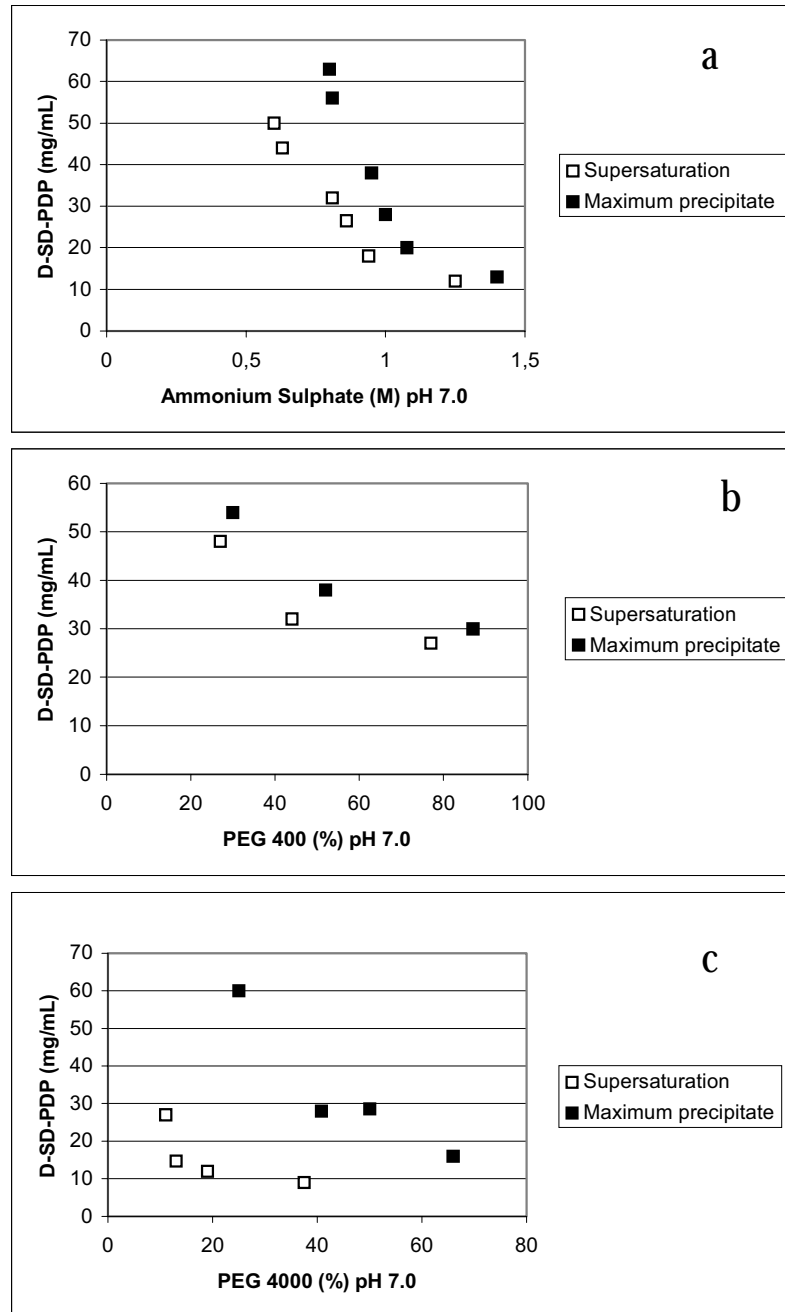 a
70
60
50
40
30
20
10
0
0
0,5
1
1,5
D-SD-PDP (mg/mL)
Ammonium Sulphate (M) pH 7.0
Supersaturation
Maximum precipitate
b
60
50
40
30
20
10
0
0
20
40
60
80
100
D-SD-PDP (mg/mL)
PEG 400 (%) pH 7.0
Supersaturation
Maximum precipitate
c
70
60
50
40
30
20
10
0
0
20
40
60
80
D-SD-PDP (mg/mL)
PEG 4000 (%) pH 7.0
Supersaturation
Maximum precipitate